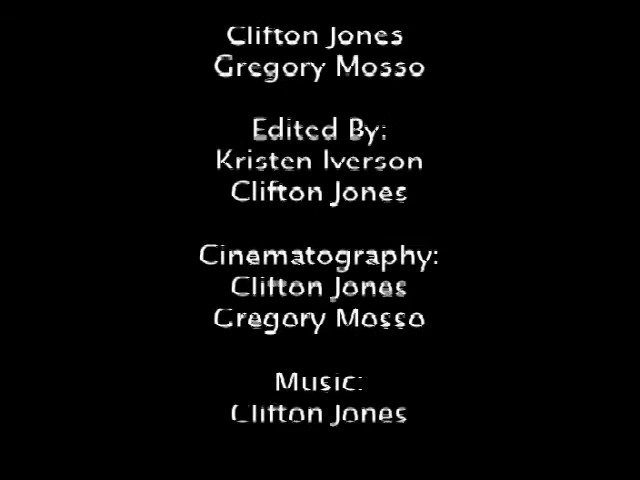 Clifton Jones
Gregory Mosso
Edited By:
Kristen Iverson
Clifton Jones
Cinematography:
Clifton Jones
Gregory Mosso
Music:
Clifton Jones